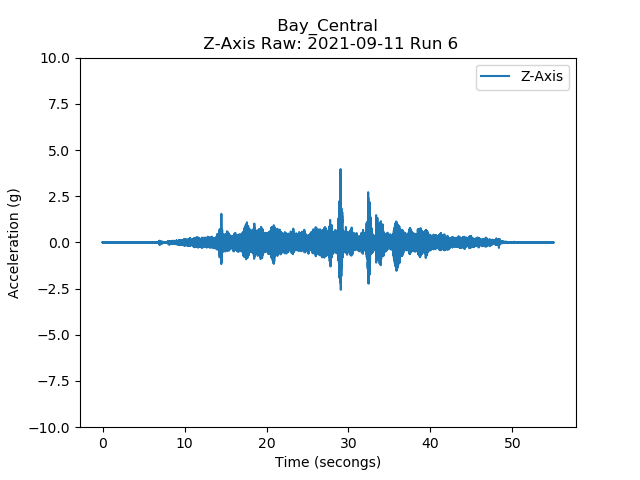 Bay_Central
Z-Axis Raw: 2021-09-11 Run 6
Z-Axis
10.0
7.5
5.0
2.5
0.0
−2.5
−5.0
−7.5
−10.0
Acceleration (g)
0 10 20 30 40 50
Time (seconds)